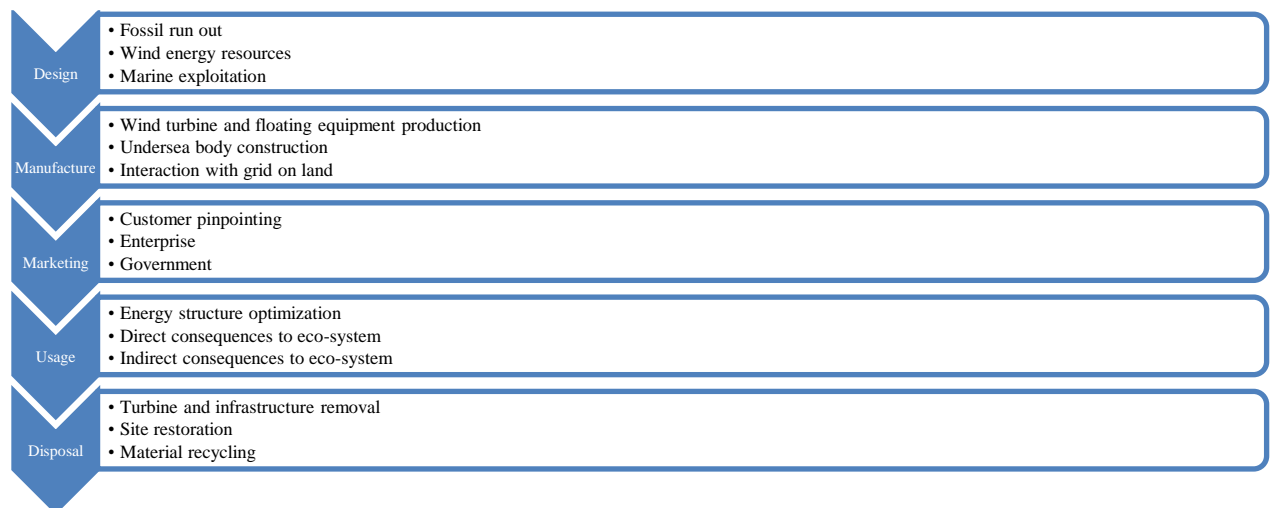 Design
• Fossil run out
• Wind energy resources
• Marine exploitation
Manufacture
• Wind turbine and floating equipment production
• Undersea body construction
• Interaction with grid on land
Marketing
• Customer pinpointing
• Enterprise
• Government
Usage
• Energy structure optimization
• Direct consequences to eco-system
• Indirect consequences to eco-system
Disposal
• Turbine and infrastructure removal
• Site restoration
• Material recycling